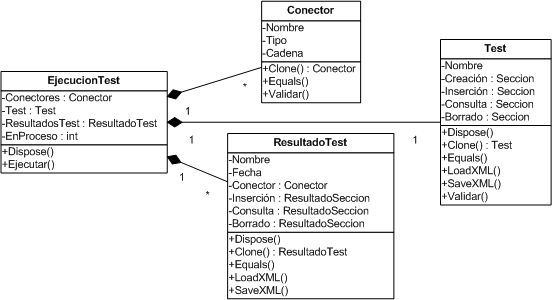 Conector
-Nombre
-Tipo
-Cadena
+Clone() : Conector
+Equals()
+Validar()
Test
-Nombre
-Creación : Seccion
-Inserción : Seccion
-Consulta : Seccion
-Borrado : Seccion
+Dispose()
+Clone() : Test
+Equals()
+LoadXML()
+SaveXML()
+Validar()
EjecucionTest
-Conectores : Conector
-Test : Test
-ResultadosTest : ResultadoTest
-EnProceso : int
+Dispose()
+Ejecutar()
*
1
1
1
1
*
ResultadoTest
-Nombre
-Fecha
-Conector : Conector
-Inserción : ResultadoSeccion
-Consulta : ResultadoSeccion
-Borrado : ResultadoSeccion
+Dispose()
+Clone() : ResultadoTest
+Equals()
+LoadXML()
+SaveXML()